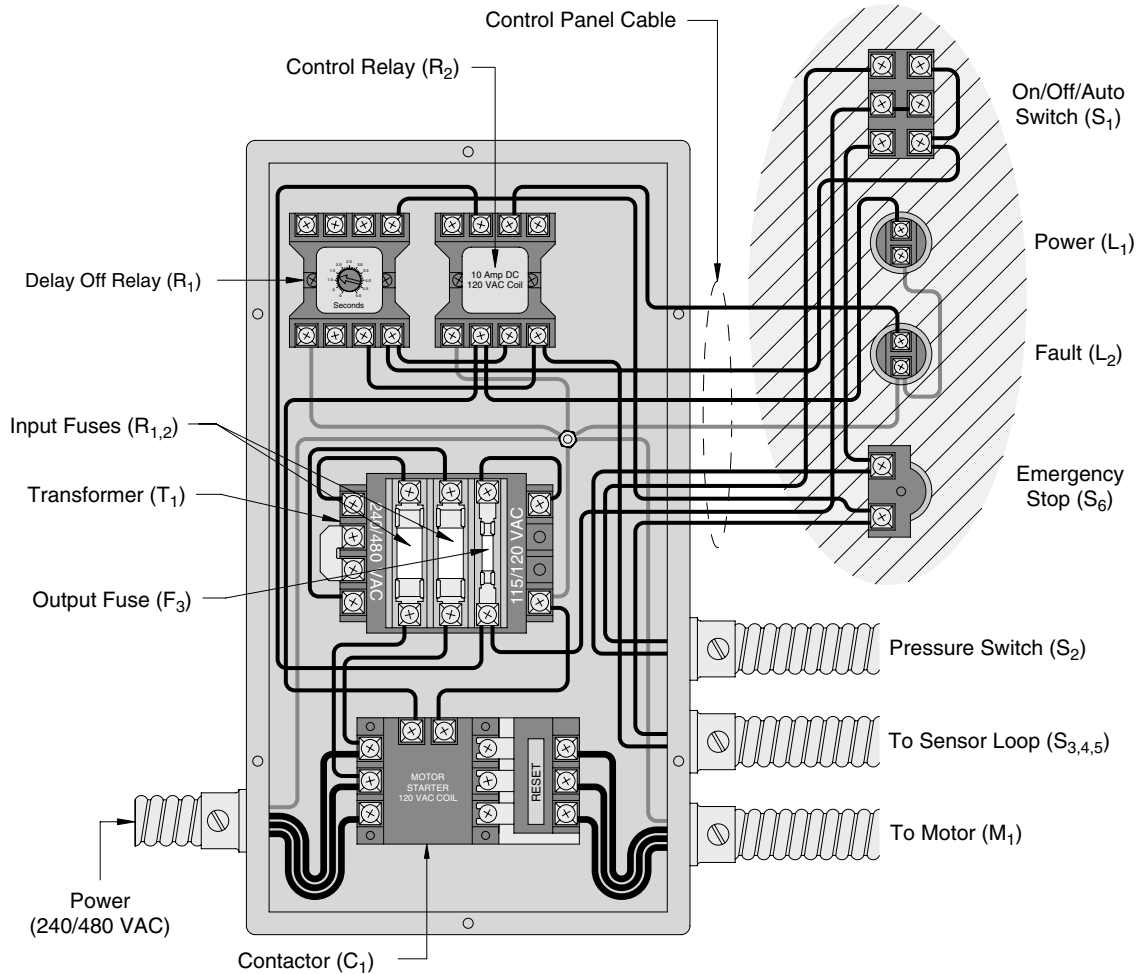 Control Panel Cable
Control Relay (R2)
On/Off/Auto
Switch (S1)
Power (L1)
Delay Off Relay (R1)
10 Amp DC
120 VAC Coil
Seconds
Fault (L2)
Input Fuses (R1,2)
Transformer (T1)
240/480 VAC
115/120 VAC
Emergency
Stop (S6)
Output Fuse (F3)
Pressure Switch (S2)
To Sensor Loop (S3,4,5)
MOTOR
STARTER
120 VAC COIL
RESET
To Motor (M1)
Power
(240/480 VAC)
Contactor (C1)